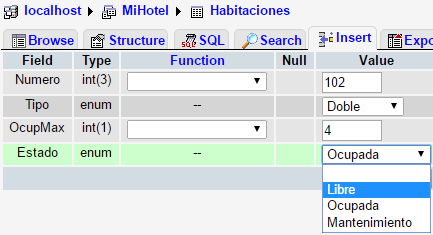 localhost MiHotel Habitaciones
Browse Structure SQL Search Insert
Field Type Function Null Value
Numero int(3) 102
Tipo enum -- Doble
OcupMax int(1) 4
Estado enum -- Ocupada
Libre
Ocupada
Mantenimiento